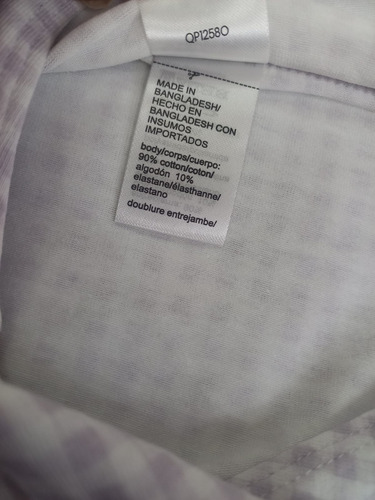 QP1258O
MADE IN
BANGLADESH/
HECHO EN
BANGLADESH CON
INSUMOS
IMPORTADOS
body/corps/cuerpo:
90% cotton/coton/
algodón 10%
elastane/élasthanne/
elastano
doublure entrejambe/